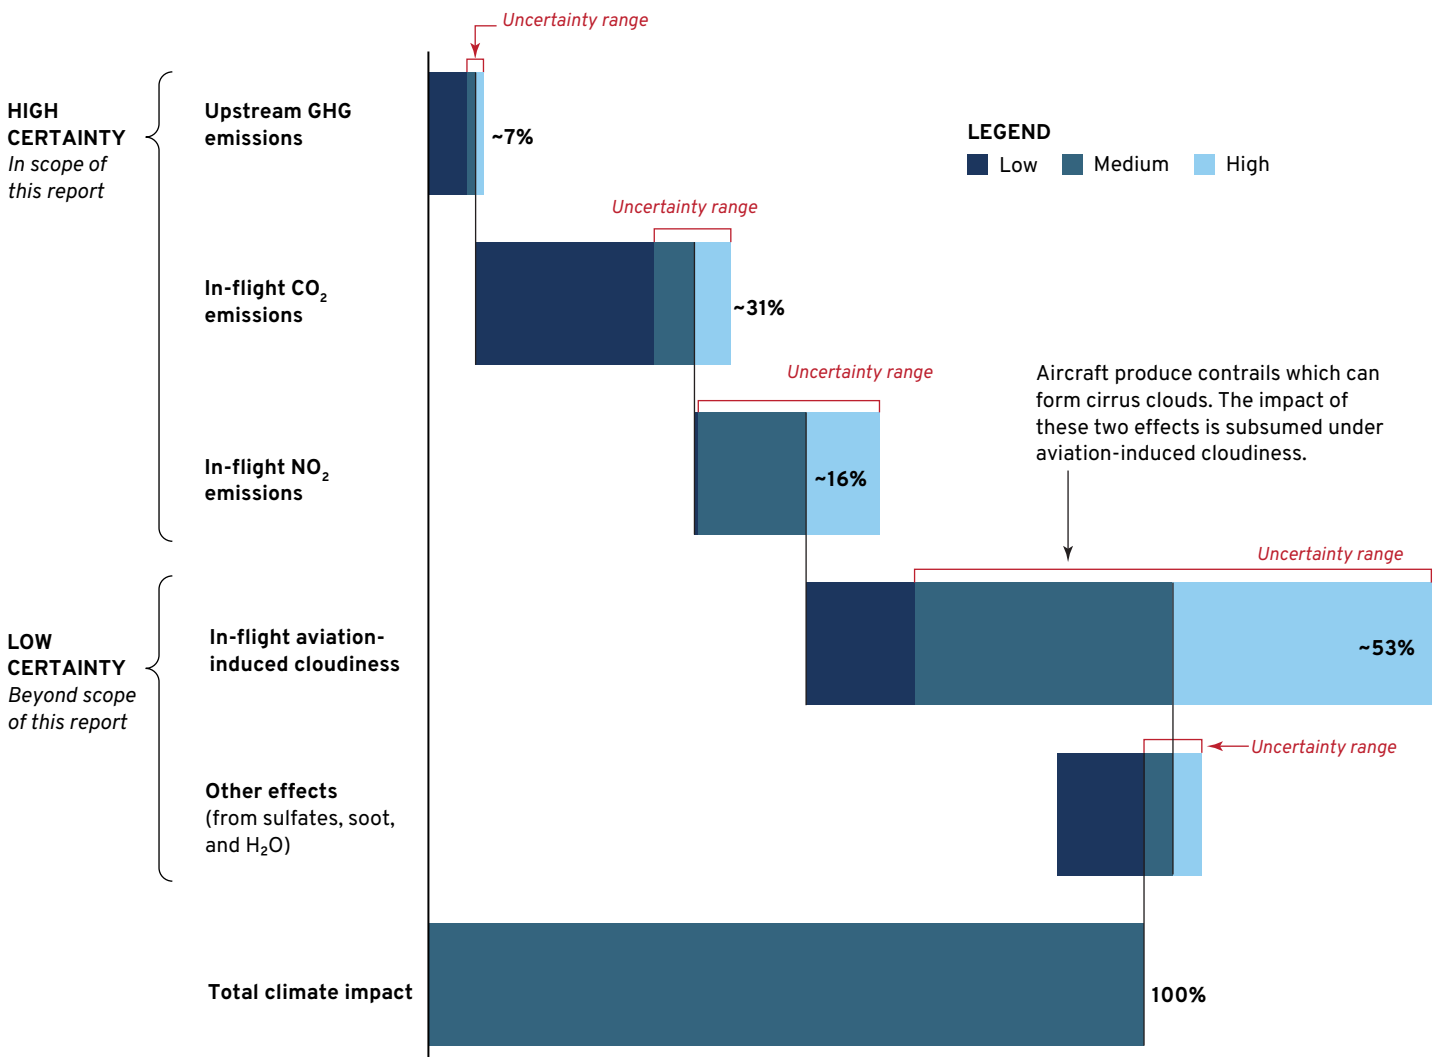 Uncertainty range
HIGH
CERTAINTY
In scope of
this report
Upstream GHG
emissions
~7%
LEGEND
Low
Medium
High
Uncertainty range
In-flight CO₂
emissions
~31%
Uncertainty range
Aircraft produce contrails which can
form cirrus clouds. The impact of
these two effects is subsumed under
aviation-induced cloudiness.
In-flight NO₂
emissions
~16%
Uncertainty range
LOW
CERTAINTY
Beyond scope
of this report
In-flight aviation-
induced cloudiness
~53%
Uncertainty range
Other effects
(from sulfates, soot,
and H₂O)
Total climate impact
100%